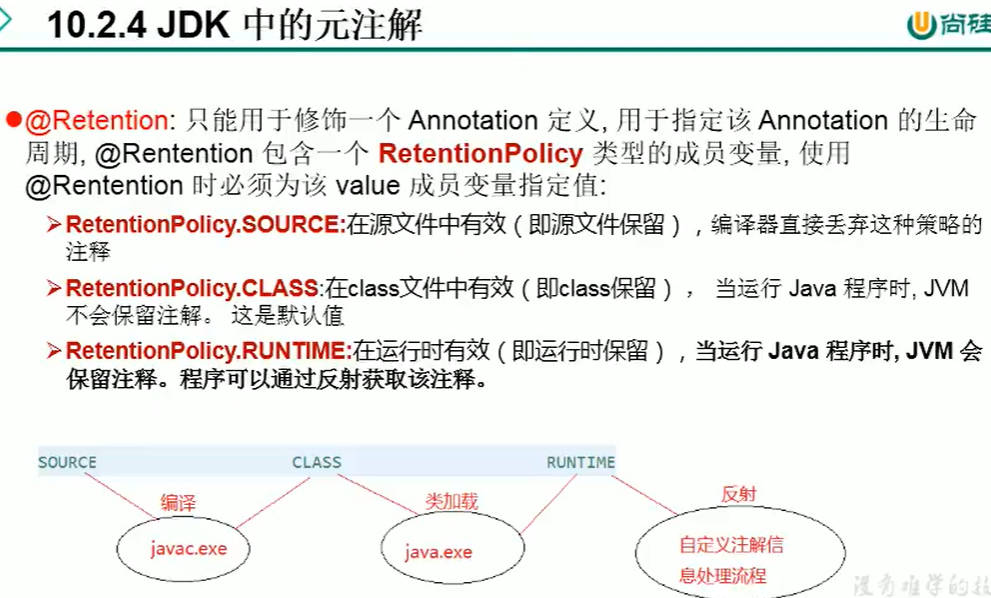 10.2.4 JDK 中的元注解
尚硅
@Retention: 只能用于修饰一个 Annotation 定义, 用于指定该 Annotation 的生命
周期, @Rentention 包含一个 RetentionPolicy 类型的成员变量, 使用
@Rentention 时必须为该 value 成员变量指定值:
RetentionPolicy.SOURCE:在源文件中有效（即源文件保留），编译器直接丢弃这种策略的
注释
RetentionPolicy.CLASS:在class文件中有效（即class保留）， 当运行 Java 程序时, JVM
不会保留注解。 这是默认值
RetentionPolicy.RUNTIME:在运行时有效（即运行时保留），当运行 Java 程序时, JVM 会
保留注释。程序可以通过反射获取该注释。
SOURCE CLASS RUNTIME
编译 类加载 反射
javac.exe java.exe 自定义注解信
息处理流程
没有难学的技